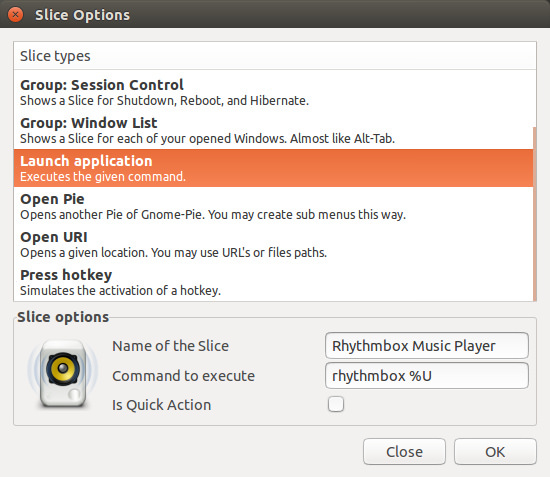 Slice Options
Slice types
Group: Session Control
Shows a Slice for Shutdown, Reboot, and Hibernate.
Group: Window List
Shows a Slice for each of your opened Windows. Almost like Alt-Tab.
Launch application
Executes the given command.
Open Pie
Opens another Pie of Gnome-Pie. You may create sub menus this way.
Open URI
Opens a given location. You may use URL's or files paths.
Press hotkey
Simulates the activation of a hotkey.
Slice options
Name of the Slice Rhythmbox Music Player
Command to execute rhythmbox %U
Is Quick Action
Close OK